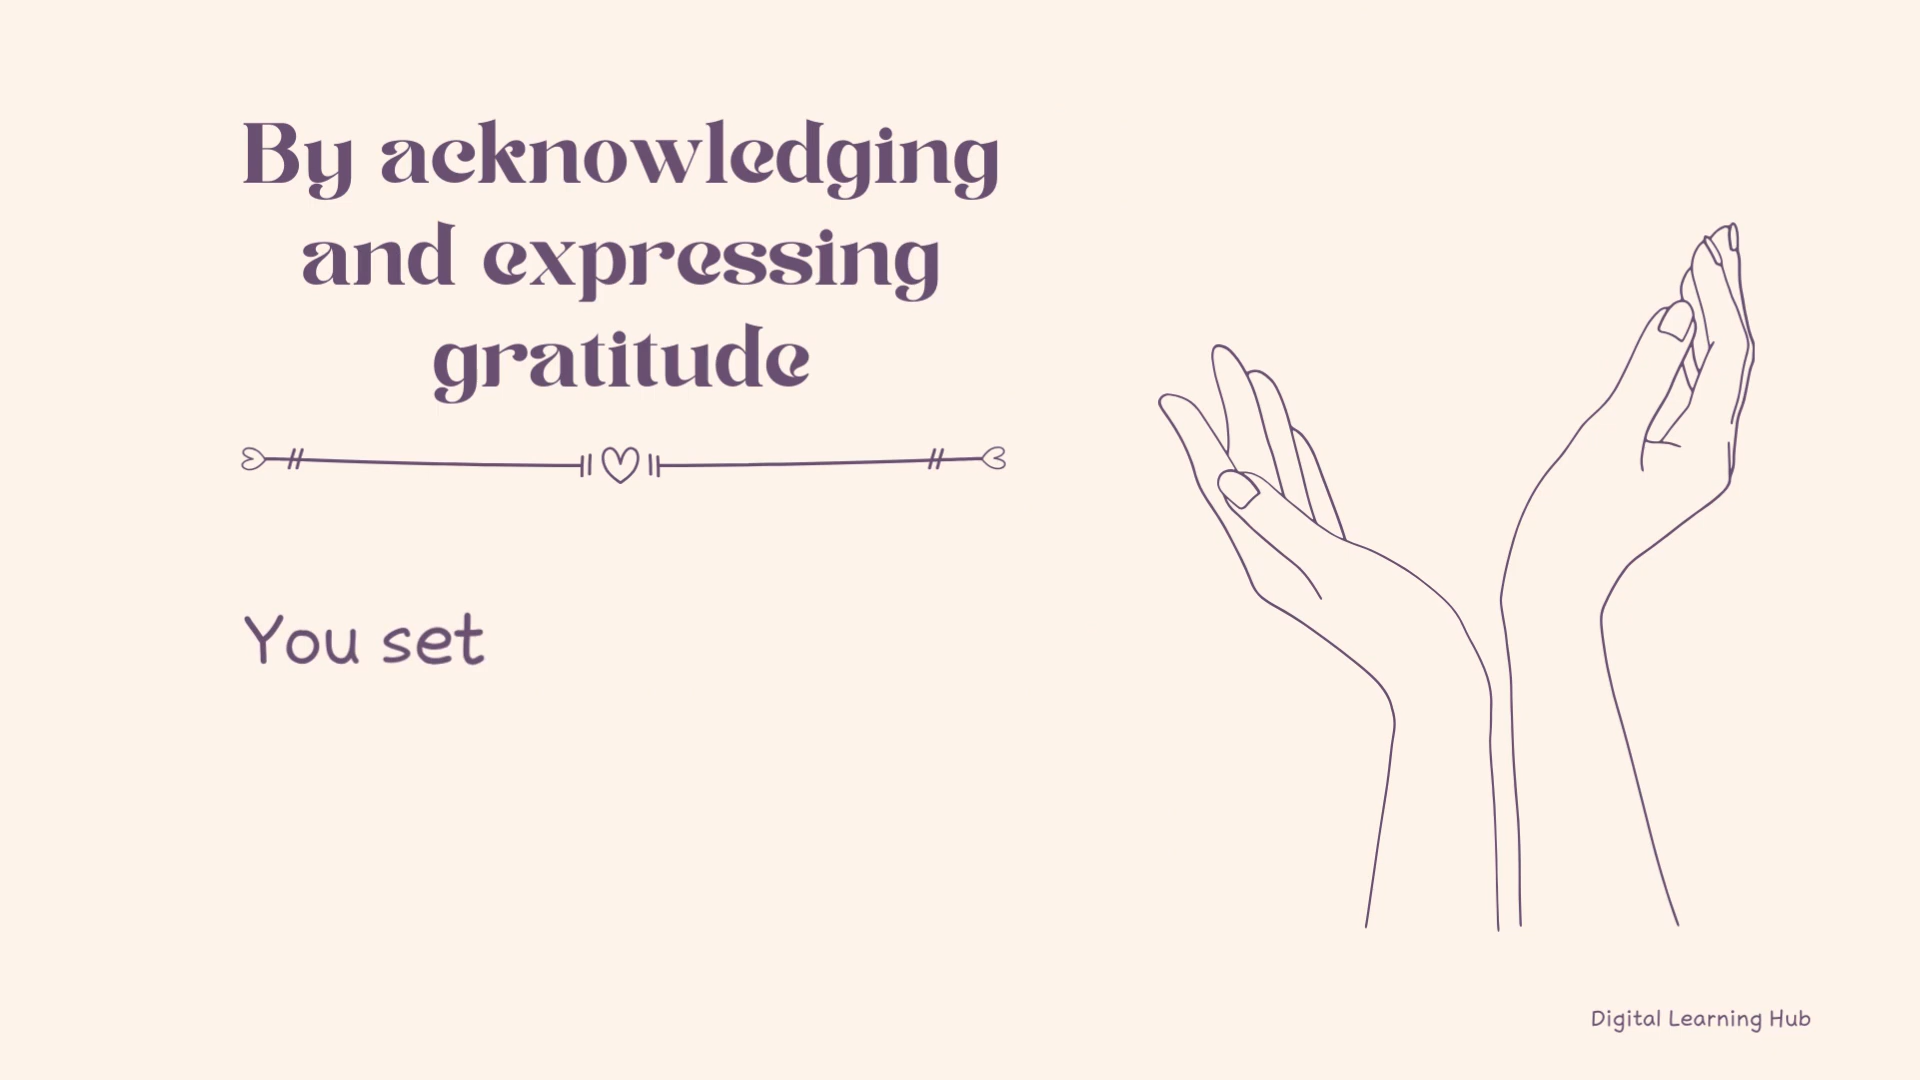 By acknowledging
and expressing
gratitude
You set
Digital Learning Hub